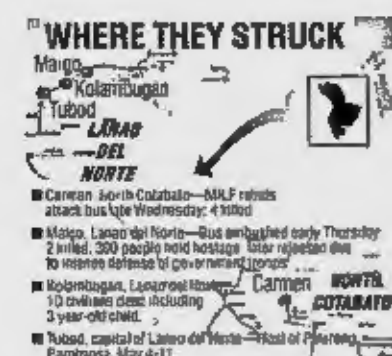 WHERE THEY STRUCK
Maigo
Kolambugan
Tubod
LANAO
DEL
NORTE
Carmen, North Cotabato—MILF rebels
attack bus late Wednesday; 4 killed
Maigo, Lanao del Norte—Bus ambushed early Thursday
2 killed, 300 people held hostage, later rejected due
to intense defense of government troops
Kolambugan, Lanao del Norte
10 civilians dead including
3 year-old child.
Carmen
NORTH
COTABATO
Tubod, capital of Lanao del Norte